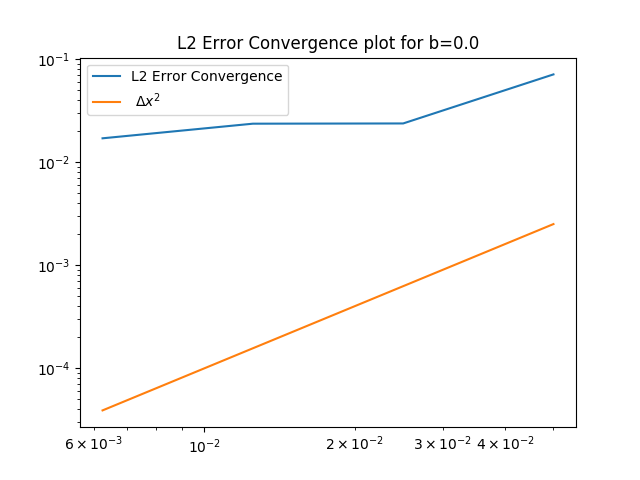 L2 Error Convergence plot for b=0.0
L2 Error Convergence
Δx²
10⁻¹
10⁻²
10⁻³
10⁻⁴
6 × 10⁻³
10⁻²
2 × 10⁻²
3 × 10⁻²
4 × 10⁻²